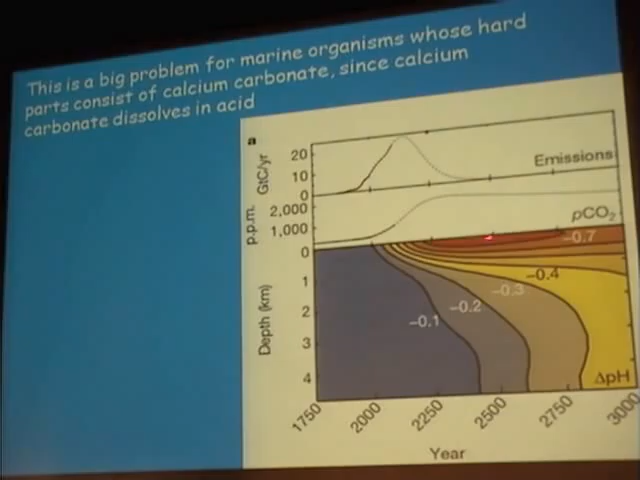 This is a big problem for marine organisms whose hard
parts consist of calcium carbonate, since calcium
carbonate dissolves in acid
a
GtC/yr
20
10
0
Emissions
p.p.m.
2,000
1,000
pCO2
Depth (km)
0
1
2
3
4
–0.7
–0.4
–0.3
–0.2
–0.1
ΔpH
1750 2000 2250 2500 2750 3000
Year